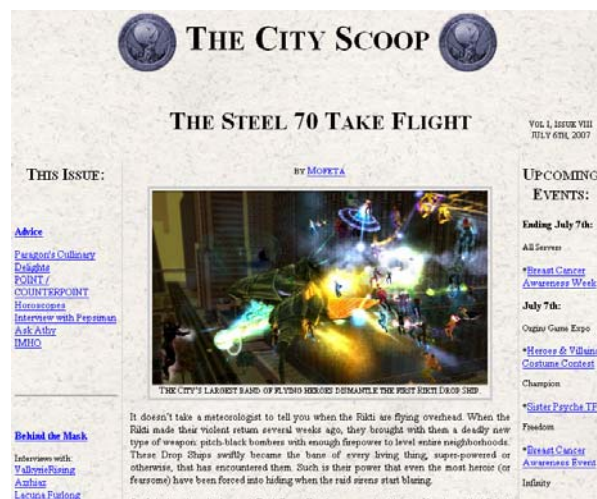 THE CITY SCOOP
THE STEEL 70 TAKE FLIGHT
VOL I, ISSUE VIII
JULY 6TH, 2007
THIS ISSUE:
Advice
Paragon's Cullinary
Delights
POINT /
COUNTERPOINT
Horoscopes
Interview with Pepsiman
Ask Athy
IMHO
Behind the Mask
Interviews with:
ValkyrieRising
Anthiaz
Lacuna Furlong
BY MOFETA
THE CITY'S LARGEST BAND OF FLYING HEROES DISMANTLE THE FIRST RIKTI DROP SHIP.
It doesn't take a meteorologist to tell you when the Rikti are flying overhead. When the
Rikti made their violent return several weeks ago, they brought with them a deadly new
type of weapon: pitch-black bombers with enough firepower to level entire neighborhoods.
These Drop Ships swiftly became the bane of every living thing, super-powered or
otherwise, that has encountered them. Such is their power that even the most heroic (or
fearsome) have been forced into hiding when the raid sirens start blaring.
UPCOMING
EVENTS:
Ending July 7th:
All Servers
*Breast Cancer
Awareness Week
July 7th:
Game Expo
*Heroes & Villains
Costume Contest
Champion
*Sister Psyche TF
Freedom
*Breast Cancer
Awareness Event
Infinity